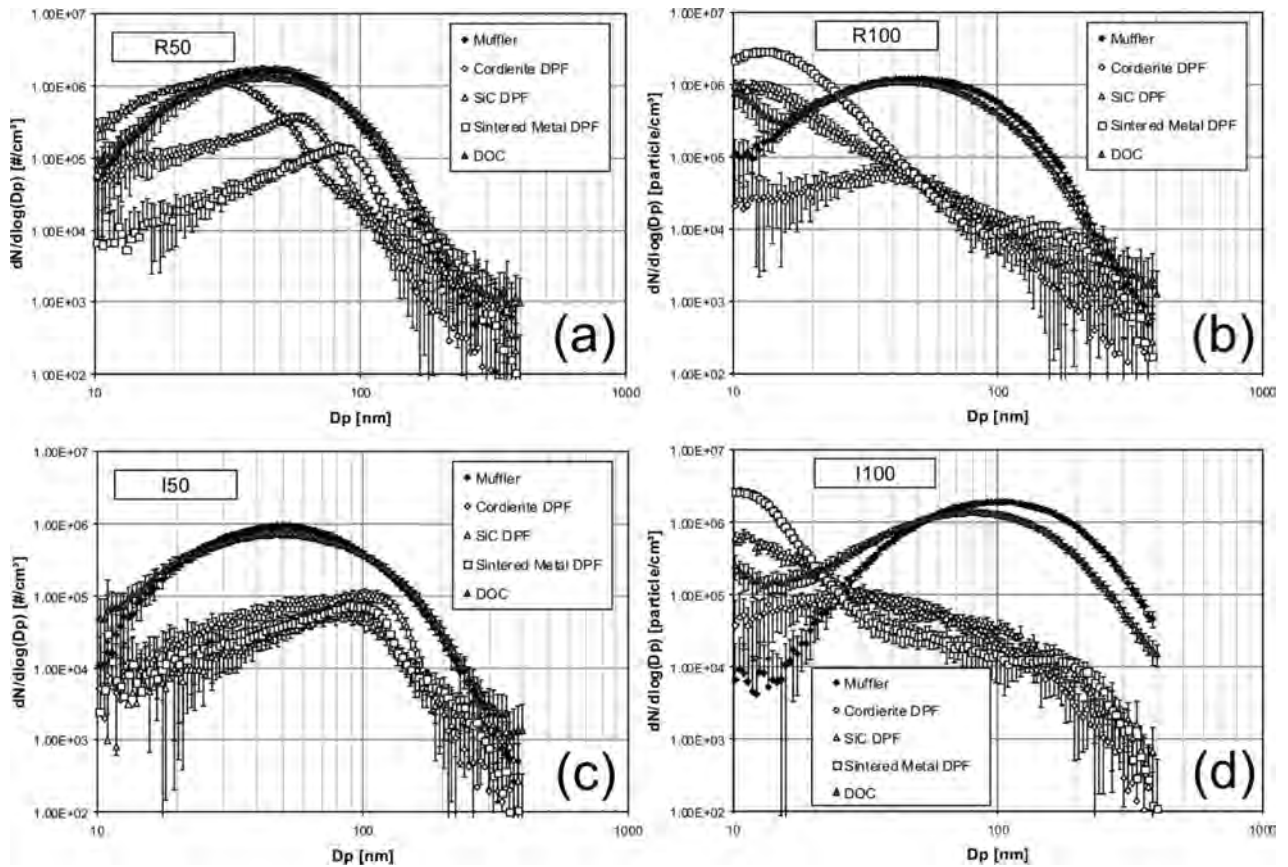 R50
1.00E+07
1.00E+06
1.00E+05
1.00E+04
1.00E+03
1.00E+02
dN/dlog(Dp) [#/cm³]
Muffler
Cordierite DPF
SiC DPF
Sintered Metal DPF
DOC
(a)
10
100
1000
Dp [nm]
R100
1.00E+07
1.00E+06
1.00E+05
1.00E+04
1.00E+03
1.00E+02
dN/dlog(Dp) [particle/cm³]
Muffler
Cordierite DPF
SiC DPF
Sintered Metal DPF
DOC
(b)
10
100
1000
Dp [nm]
I50
1.00E+07
1.00E+06
1.00E+05
1.00E+04
1.00E+03
1.00E+02
dN/dlog(Dp) [#/cm³]
Muffler
Cordierite DPF
SiC DPF
Sintered Metal DPF
DOC
(c)
10
100
1000
Dp [nm]
I100
1.00E+07
1.00E+06
1.00E+05
1.00E+04
1.00E+03
1.00E+02
dN/dlog(Dp) [particle/cm³]
Muffler
Cordierite DPF
SiC DPF
Sintered Metal DPF
DOC
(d)
10
100
1000
Dp [nm]